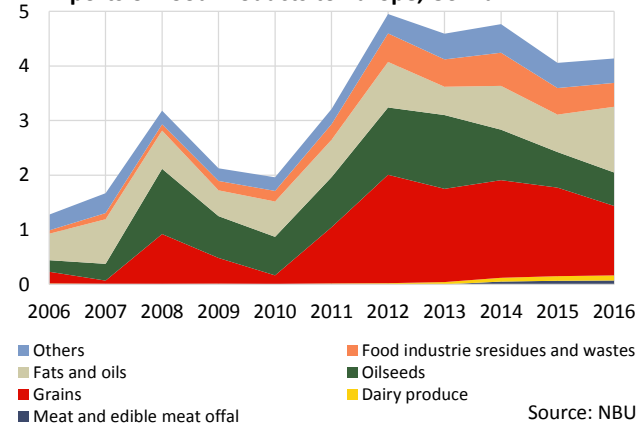 5
4
3
2
1
0
2006 2007 2008 2009 2010 2011 2012 2013 2014 2015 2016
Others
Food industrie sresidues and wastes
Fats and oils
Oilseeds
Grains
Dairy produce
Meat and edible meat offal
Source: NBU